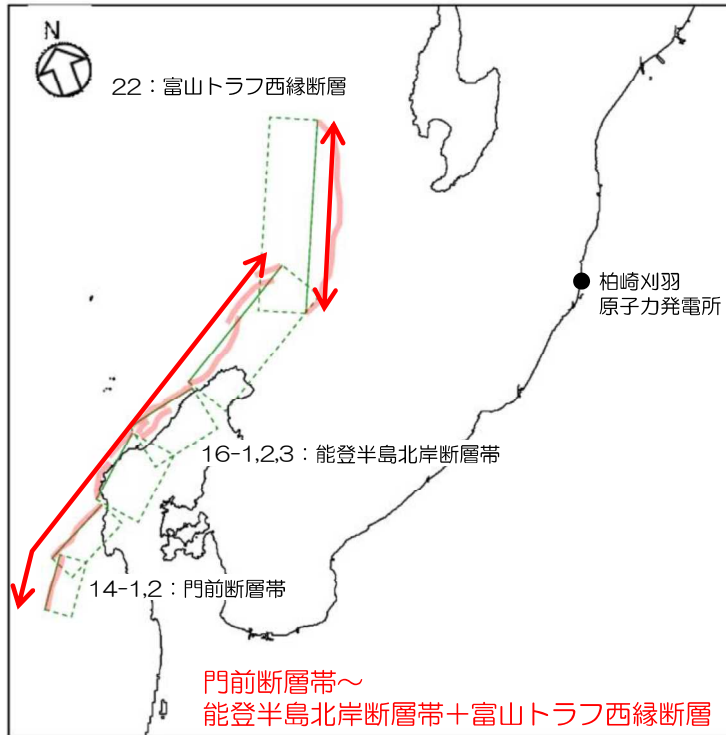 N
22：富山トラフ西縁断層
柏崎刈羽
原子力発電所
16-1,2,3：能登半島北岸断層帯
14-1,2：門前断層帯
門前断層帯～
能登半島北岸断層帯＋富山トラフ西縁断層